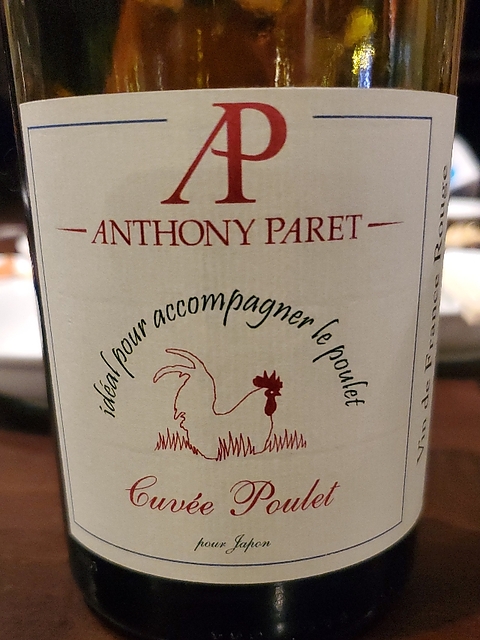 AP
ANTHONY PARET
idéal pour accompagner le poulet
Cuvée Poulet
pour Japon
Vin de France Rouge